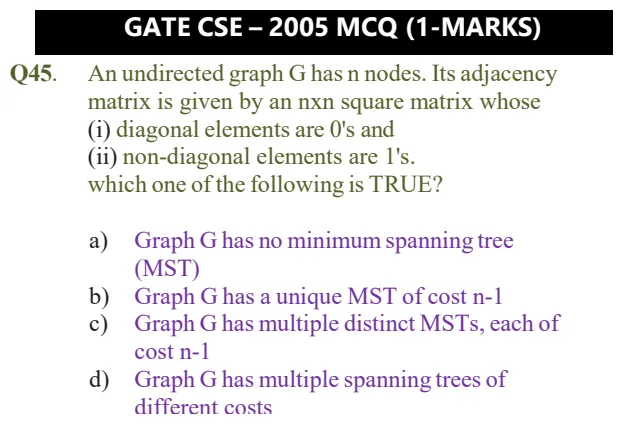 GATE CSE – 2005 MCQ (1-MARKS)
Q45. An undirected graph G has n nodes. Its adjacency
matrix is given by an nxn square matrix whose
(i) diagonal elements are 0's and
(ii) non-diagonal elements are 1's.
which one of the following is TRUE?
a) Graph G has no minimum spanning tree
(MST)
b) Graph G has a unique MST of cost n-1
c) Graph G has multiple distinct MSTs, each of
cost n-1
d) Graph G has multiple spanning trees of
different costs